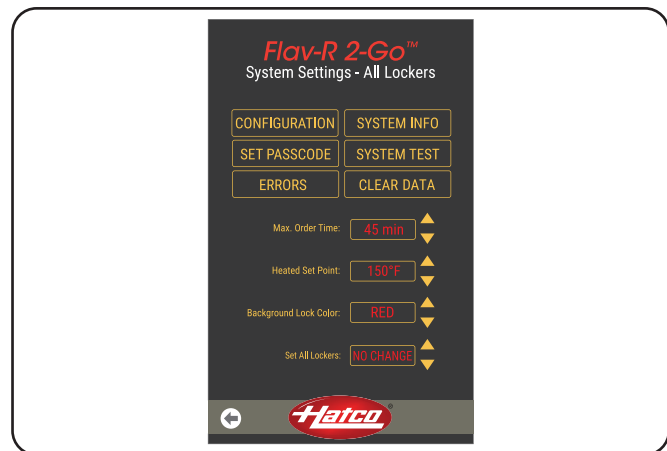 Flav-R 2-Go™
System Settings - All Lockers
CONFIGURATION SYSTEM INFO
SET PASSCODE SYSTEM TEST
ERRORS CLEAR DATA
Max. Order Time: 45 min
Heated Set Point: 150°F
Background Lock Color: RED
Set All Lockers: NO CHANGE
Hatco®